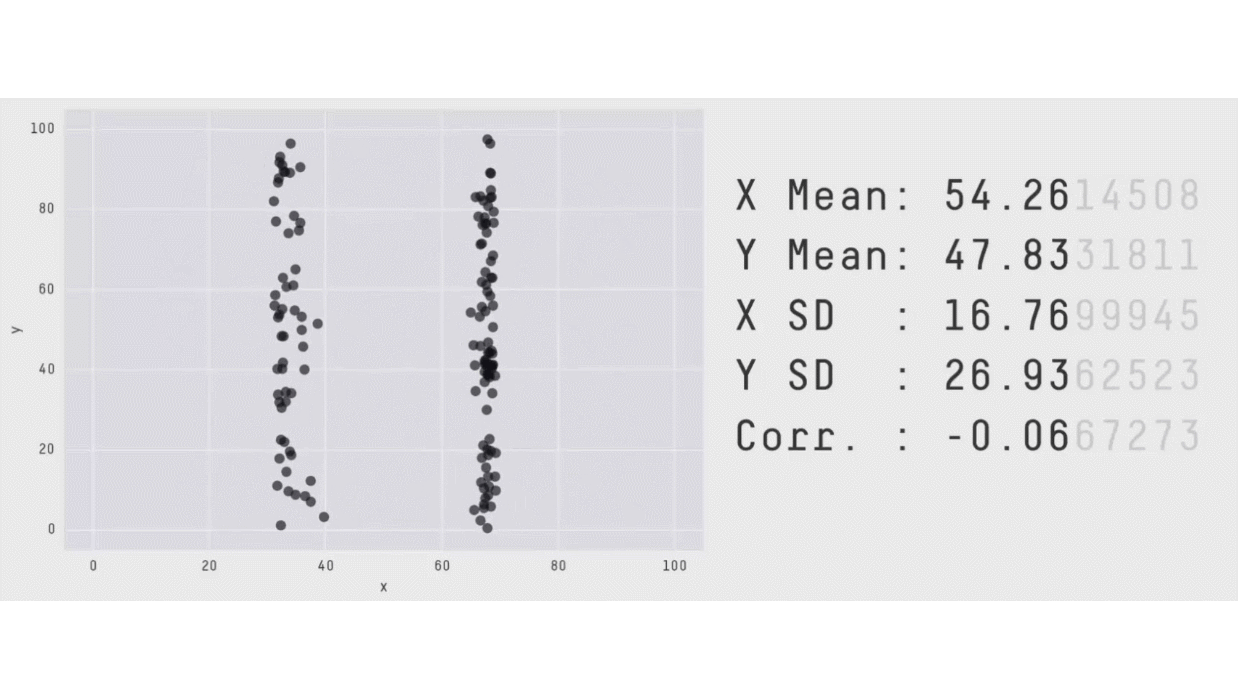 100
80
60
40
20
0
y
0 20 40 60 80 100
x
X Mean: 54.2614508
Y Mean: 47.8331811
X SD : 16.7699945
Y SD : 26.9362523
Corr. : -0.0667273